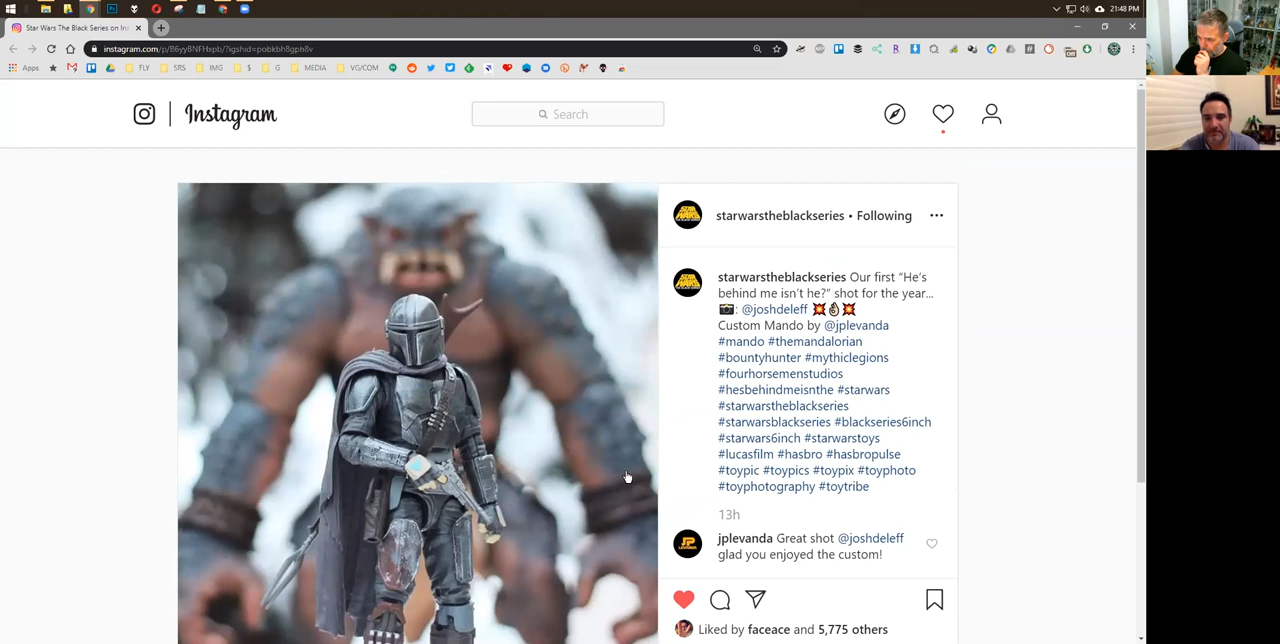 21:48 PM
Star Wars The Black Series on Ins
instagram.com/p/B6yyBNFHxpb/?igshid=pobkbh8gph8v
Apps
FLY
SRS
IMG
$
G
MEDIA
VG/COM
Instagram
Search
starwarstheblackseries • Following
starwarstheblackseries Our first “He’s
behind me isn’t he?” shot for the year...
📷: @joshdeleff 💥👌💥
Custom Mando by @jplevanda
#mando #themandalorian
#bountyhunter #mythiclegions
#fourhorsemenstudios
#hesbehindmeisnthe #starwars
#starwarstheblackseries
#starwarsblackseries #blackseries6inch
#starwars6inch #starwarstoys
#lucasfilm #hasbro #hasbropulse
#toypic #toypics #toypix #toyphoto
#toyphotography #toytribe
13h
jplevanda Great shot @joshdeleff
glad you enjoyed the custom!
Liked by faceace and 5,775 others